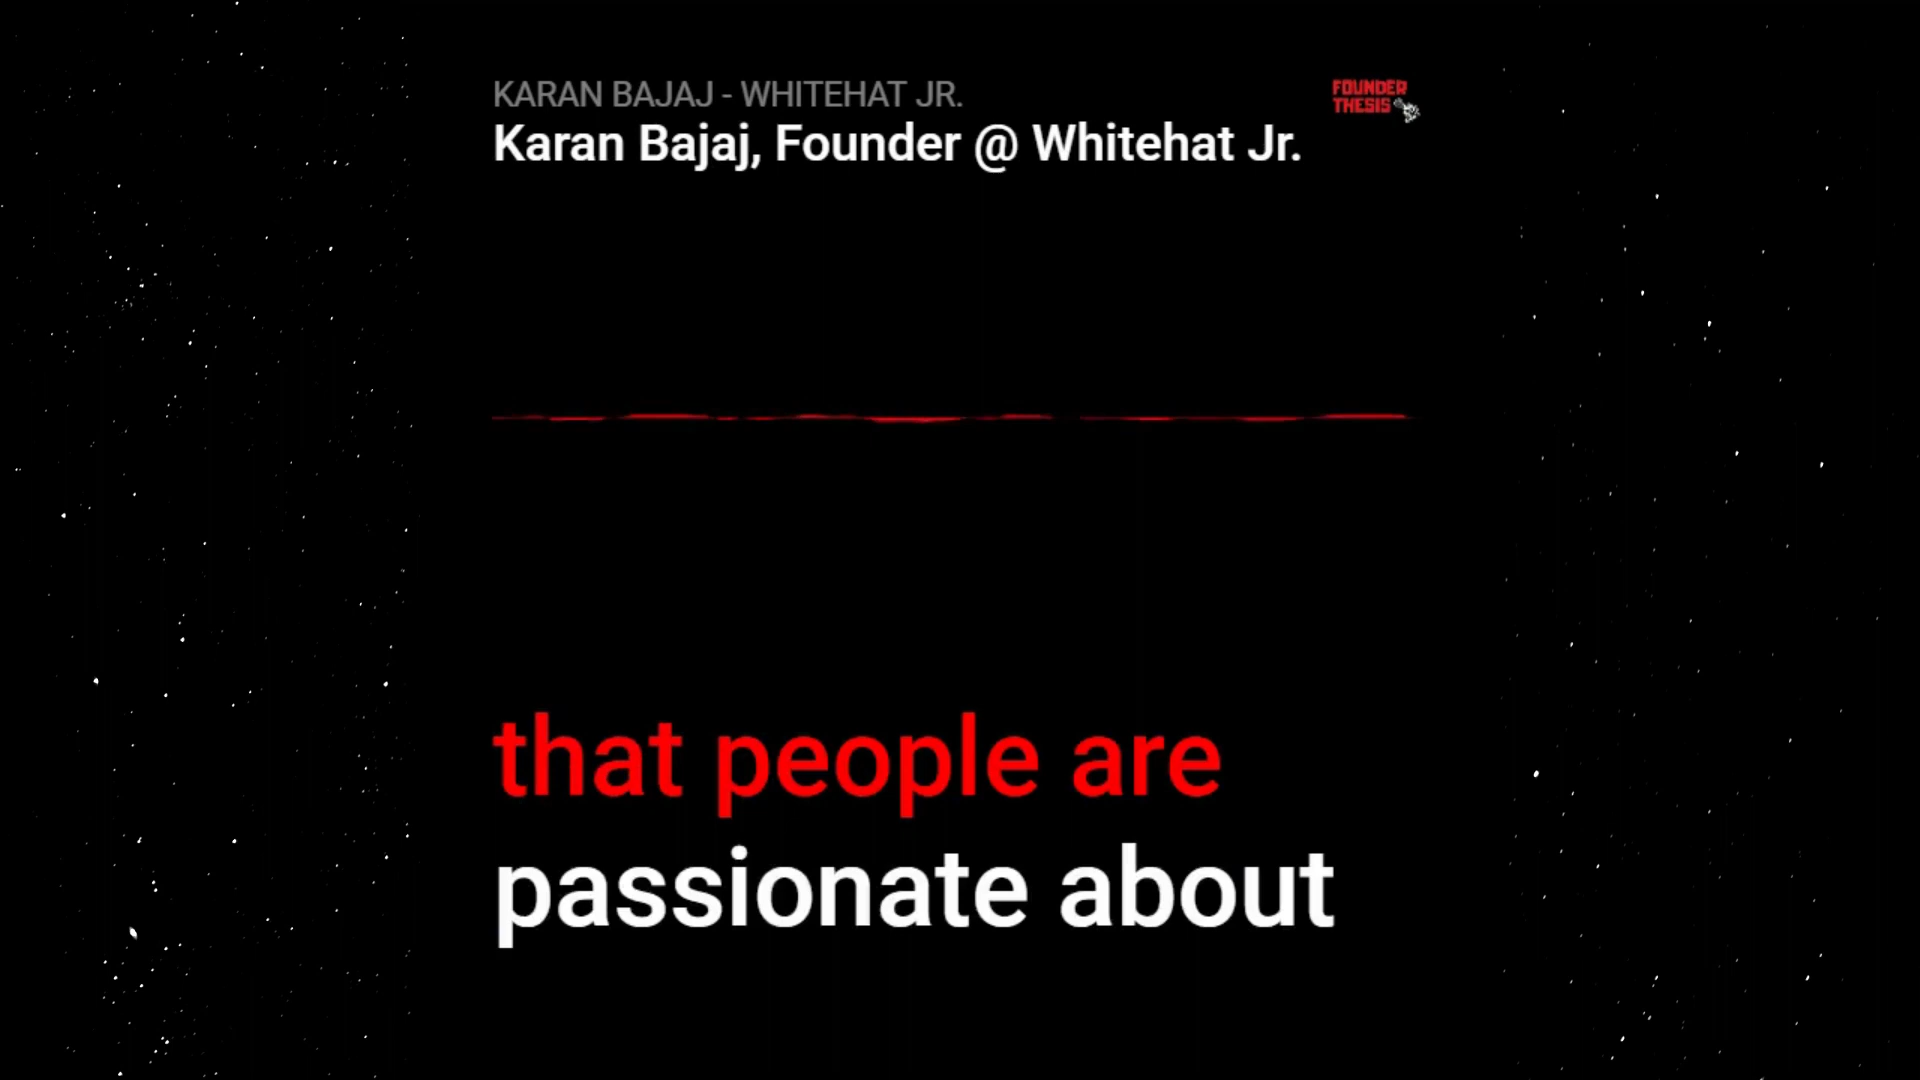 KARAN BAJAJ - WHITEHAT JR.
Karan Bajaj, Founder @ Whitehat Jr.
FOUNDER
THESIS
that people are
passionate about